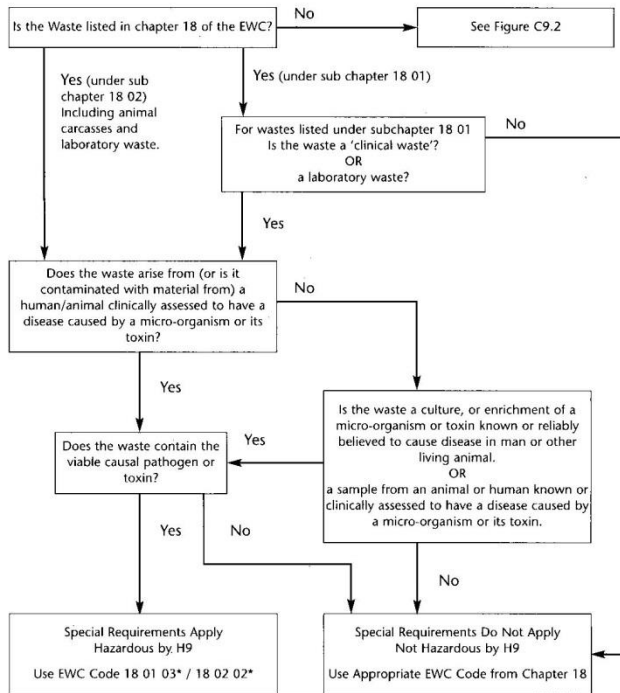 Is the Waste listed in chapter 18 of the EWC?
No
See Figure C9.2
Yes (under sub
chapter 18 02)
Including animal
carcasses and
laboratory waste.
Yes (under sub chapter 18 01)
For wastes listed under subchapter 18 01
Is the waste a ‘clinical waste’?
OR
a laboratory waste?
No
Yes
Does the waste arise from (or is it
contaminated with material from) a
human/animal clinically assessed to have a
disease caused by a micro-organism or its
toxin?
No
Yes
Is the waste a culture, or enrichment of a
micro-organism or toxin known or reliably
believed to cause disease in man or other
living animal.
OR
a sample from an animal or human known or
clinically assessed to have a disease caused by
a micro-organism or its toxin.
Yes
Does the waste contain the
viable causal pathogen or
toxin?
Yes
No
No
Special Requirements Apply
Hazardous by H9
Use EWC Code 18 01 03* / 18 02 02*
Special Requirements Do Not Apply
Not Hazardous by H9
Use Appropriate EWC Code from Chapter 18